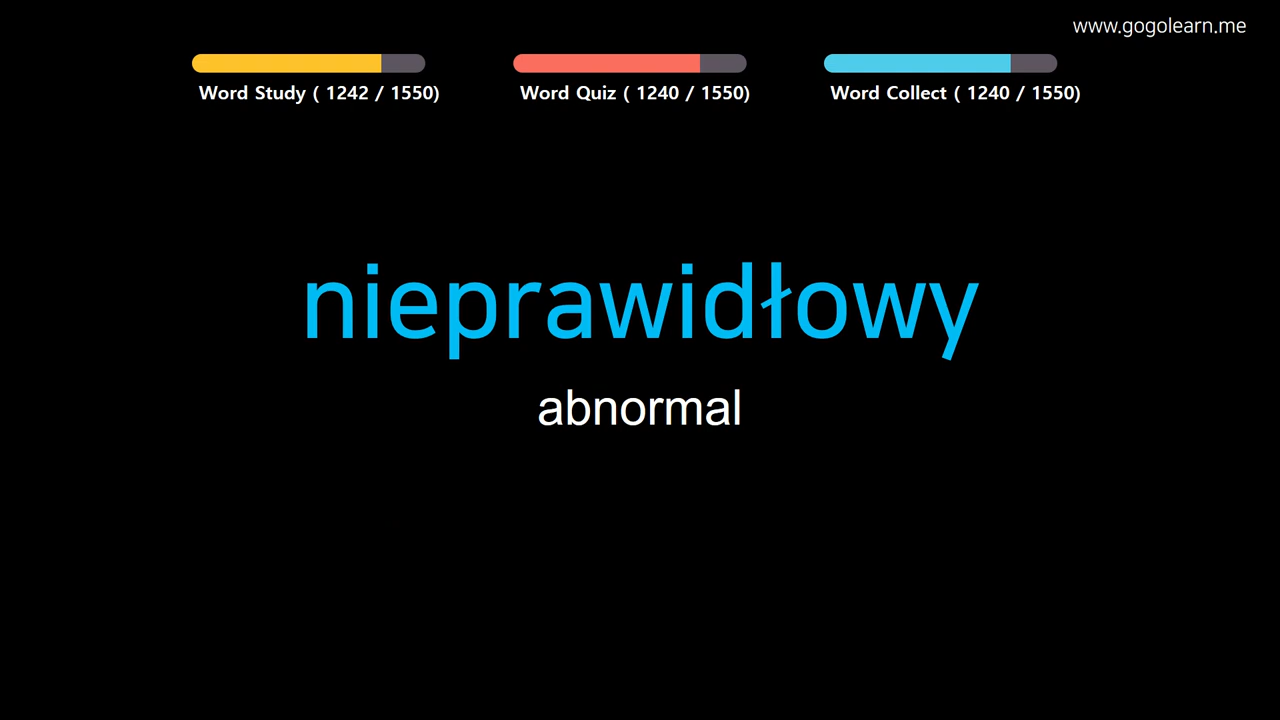 www.gogolearn.me
Word Study ( 1242 / 1550)
Word Quiz ( 1240 / 1550)
Word Collect ( 1240 / 1550)
nieprawidłowy
abnormal